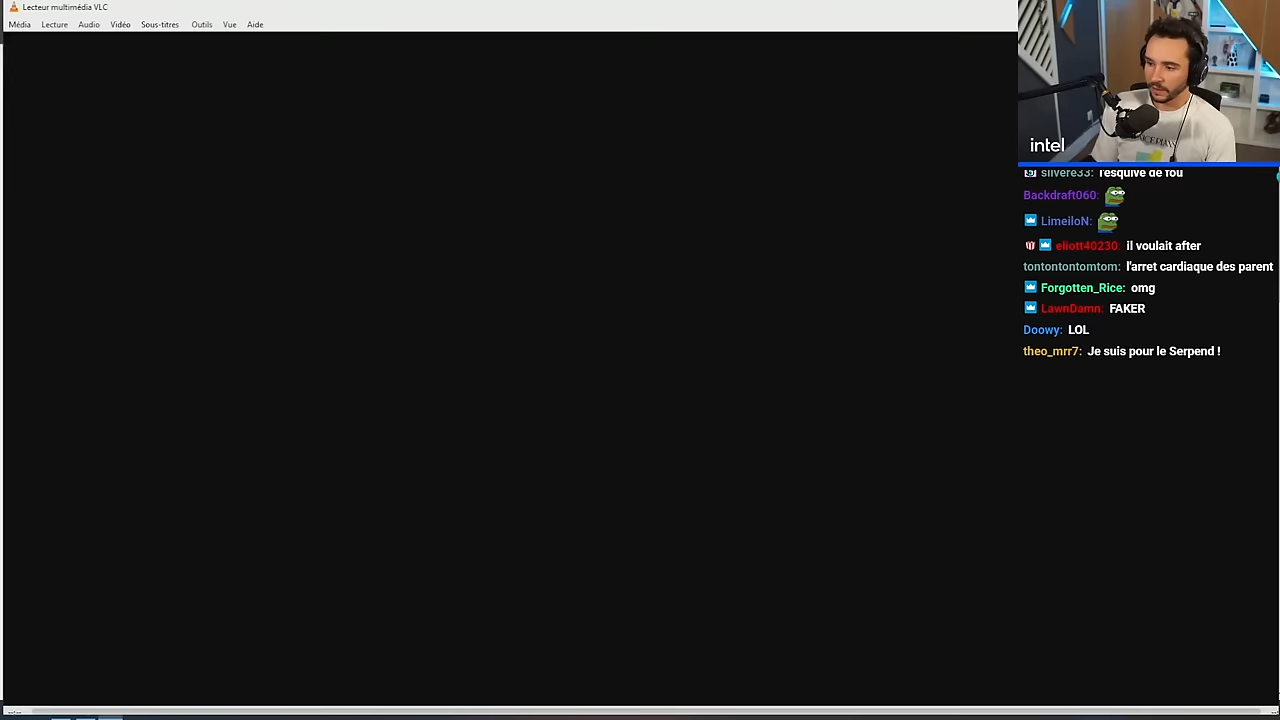 Lecteur multimédia VLC
Média Lecture Audio Vidéo Sous-titres Outils Vue Aide
intel
silvere33: l'esquive de fou
Backdraft060:
LimeiloN:
eliott40230: il voulait after
tontontontomtom: l'arret cardiaque des parent
Forgotten_Rice: omg
LawnDamn: FAKER
Doowy: LOL
theo_mrr7: Je suis pour le Serpend !
--:--